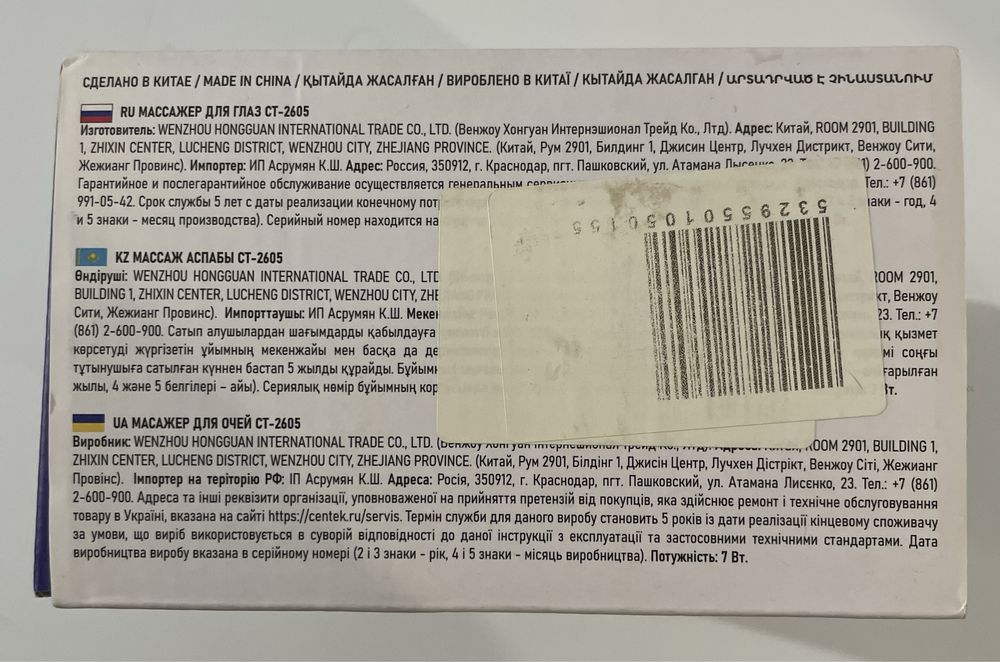 СДЕЛАНО В КИТАЕ / MADE IN CHINA / ҚЫТАЙДА ЖАСАЛҒАН / ВИРОБЛЕНО В КИТАЇ / КЫТАЙДА ЖАСАЛГАН / ԱՐՏԱԴՐՎԱԾ Է ՉԻՆԱՍՏԱՆՈՒՄ
RU МАССАЖЕР ДЛЯ ГЛАЗ CT-2605
Изготовитель: WENZHOU HONGGUAN INTERNATIONAL TRADE CO., LTD. (Венжоу Хонгуан Интернэшионал Трейд Ко., Лтд). Адрес: Китай, ROOM 2901, BUILDING
1, ZHIXIN CENTER, LUCHENG DISTRICT, WENZHOU CITY, ZHEJIANG PROVINCE. (Китай, Рум 2901, Билдинг 1, Джисин Центр, Лучхен Дистрикт, Венжоу Сити,
Жежианг Провинс). Импортер: ИП Асрумян К.Ш. Адрес: Россия, 350912, г. Краснодар, пгт. Пашковский, ул. Атамана Лысенко, 23. 1) 2-600-900.
Гарантийное и послегарантийное обслуживание осуществляется генеральным Тел.: +7 (861)
991-05-42. Срок службы 5 лет с даты реализации конечному знаки - год, 4
и 5 знаки - месяц производства). Серийный номер находится на
5329550105050155
KZ МАССАЖ АСПАБЫ CT-2605
Өндіруші: WENZHOU HONGGUAN INTERNATIONAL TRADE CO., LTD ROOM 2901,
BUILDING 1, ZHIXIN CENTER, LUCHENG DISTRICT, WENZHOU CITY, Венжоу
Сити, Жежианг Провинс). Импорттаушы: ИП Асрумян К.Ш. 23. Тел.: +7
(861) 2-600-900. Сатып алушылардан шағымдарды қабылдауға қызмет
көрсетуді жүргізетін ұйымның мекенжайы мен басқа да соңғы
тұтынушыға сатылған күннен бастап 5 жылды құрайды.
жылы, 4 және 5 белгілері – айы). Сериялық нөмір бұйымның Вт.
UA МАСАЖЕР ДЛЯ ОЧЕЙ CT-2605
Виробник: WENZHOU HONGGUAN INTERNATIONAL TRADE CO., LTD. ROOM 2901, BUILDING 1,
ZHIXIN CENTER, LUCHENG DISTRICT, WENZHOU CITY, ZHEJIANG PROVINCE. (Китай, Рум 2901, Білдінг 1, Джисін Центр, Лучхен Дістрікт, Венжоу Сіті, Жежианг
Провінс). Імпортер на теріторію РФ: ІП Асрумян К.Ш. Адреса: Росія, 350912, г. Краснодар, пгт. Пашковский, ул. Атамана Лисєнко, 23. Тел.: +7 (861)
2-600-900. Адреса та інші реквізити організації, уповноваженої на прийняття претензій від покупців, яка здійснює ремонт і технічне обслуговування
товару в Україні, вказана на сайті https://centek.ru/servis. Термін служби для даного виробу становить 5 років із дати реалізації кінцевому споживачу
за умови, що виріб використовується в суворій відповідності до даної інструкції з експлуатації та застосовними технічними стандартами. Дата
виробництва виробу вказана в серійному номері (2 і 3 знаки - рік, 4 і 5 знаки - місяць виробництва). Потужність: 7 Вт.